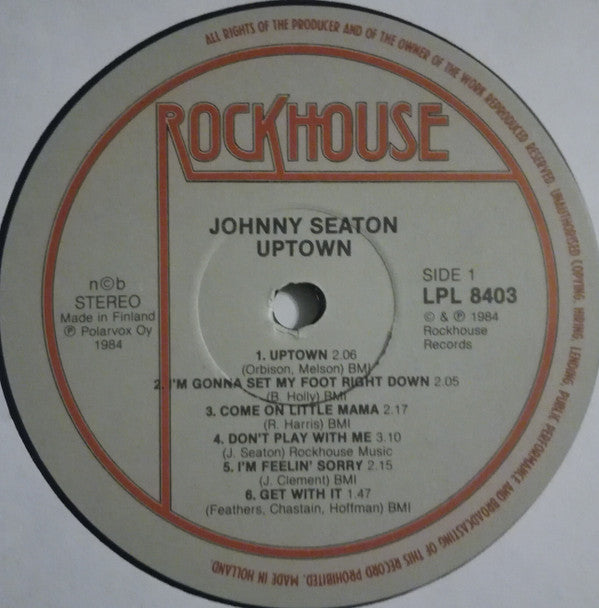 ALL RIGHTS OF THE PRODUCER AND OF THE OWNER OF THE WORK REPRODUCED RESERVED. UNAUTHORISED COPYING, HIRING, LENDING, PUBLIC PERFORMANCE AND BROADCASTING OF THIS RECORD PROHIBITED. MADE IN HOLLAND
ROCKHOUSE
JOHNNY SEATON
UPTOWN
n©b
STEREO
Made in Finland
℗ Polarvox Oy
1984
SIDE 1
LPL 8403
© & ℗ 1984
Rockhouse
Records
1. UPTOWN 2.06
(Orbison, Melson) BMI
2. I'M GONNA SET MY FOOT RIGHT DOWN 2.05
(B. Holly) BMI
3. COME ON LITTLE MAMA 2.17
(R. Harris) BMI
4. DON'T PLAY WITH ME 3.10
(J. Seaton) Rockhouse Music
5. I'M FEELIN' SORRY 2.15
(J. Clement) BMI
6. GET WITH IT 1.47
(Feathers, Chastain, Hoffman) BMI